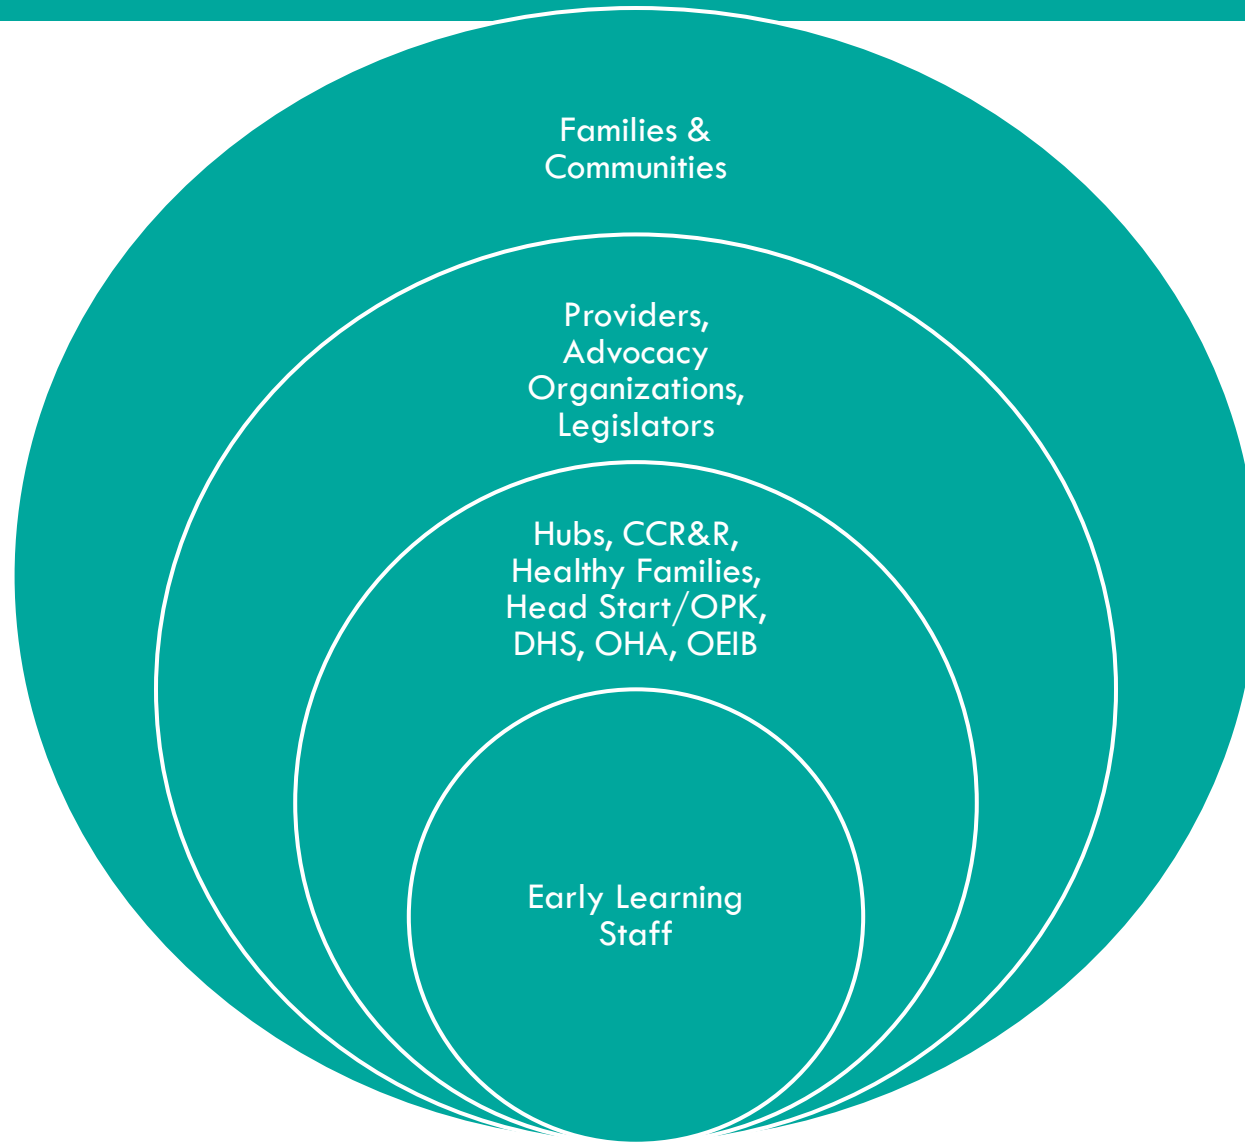 Families &
Communities
Providers,
Advocacy
Organizations,
Legislators
Hubs, CCR&R,
Healthy Families,
Head Start/OPK,
DHS, OHA, OEIB
Early Learning
Staff